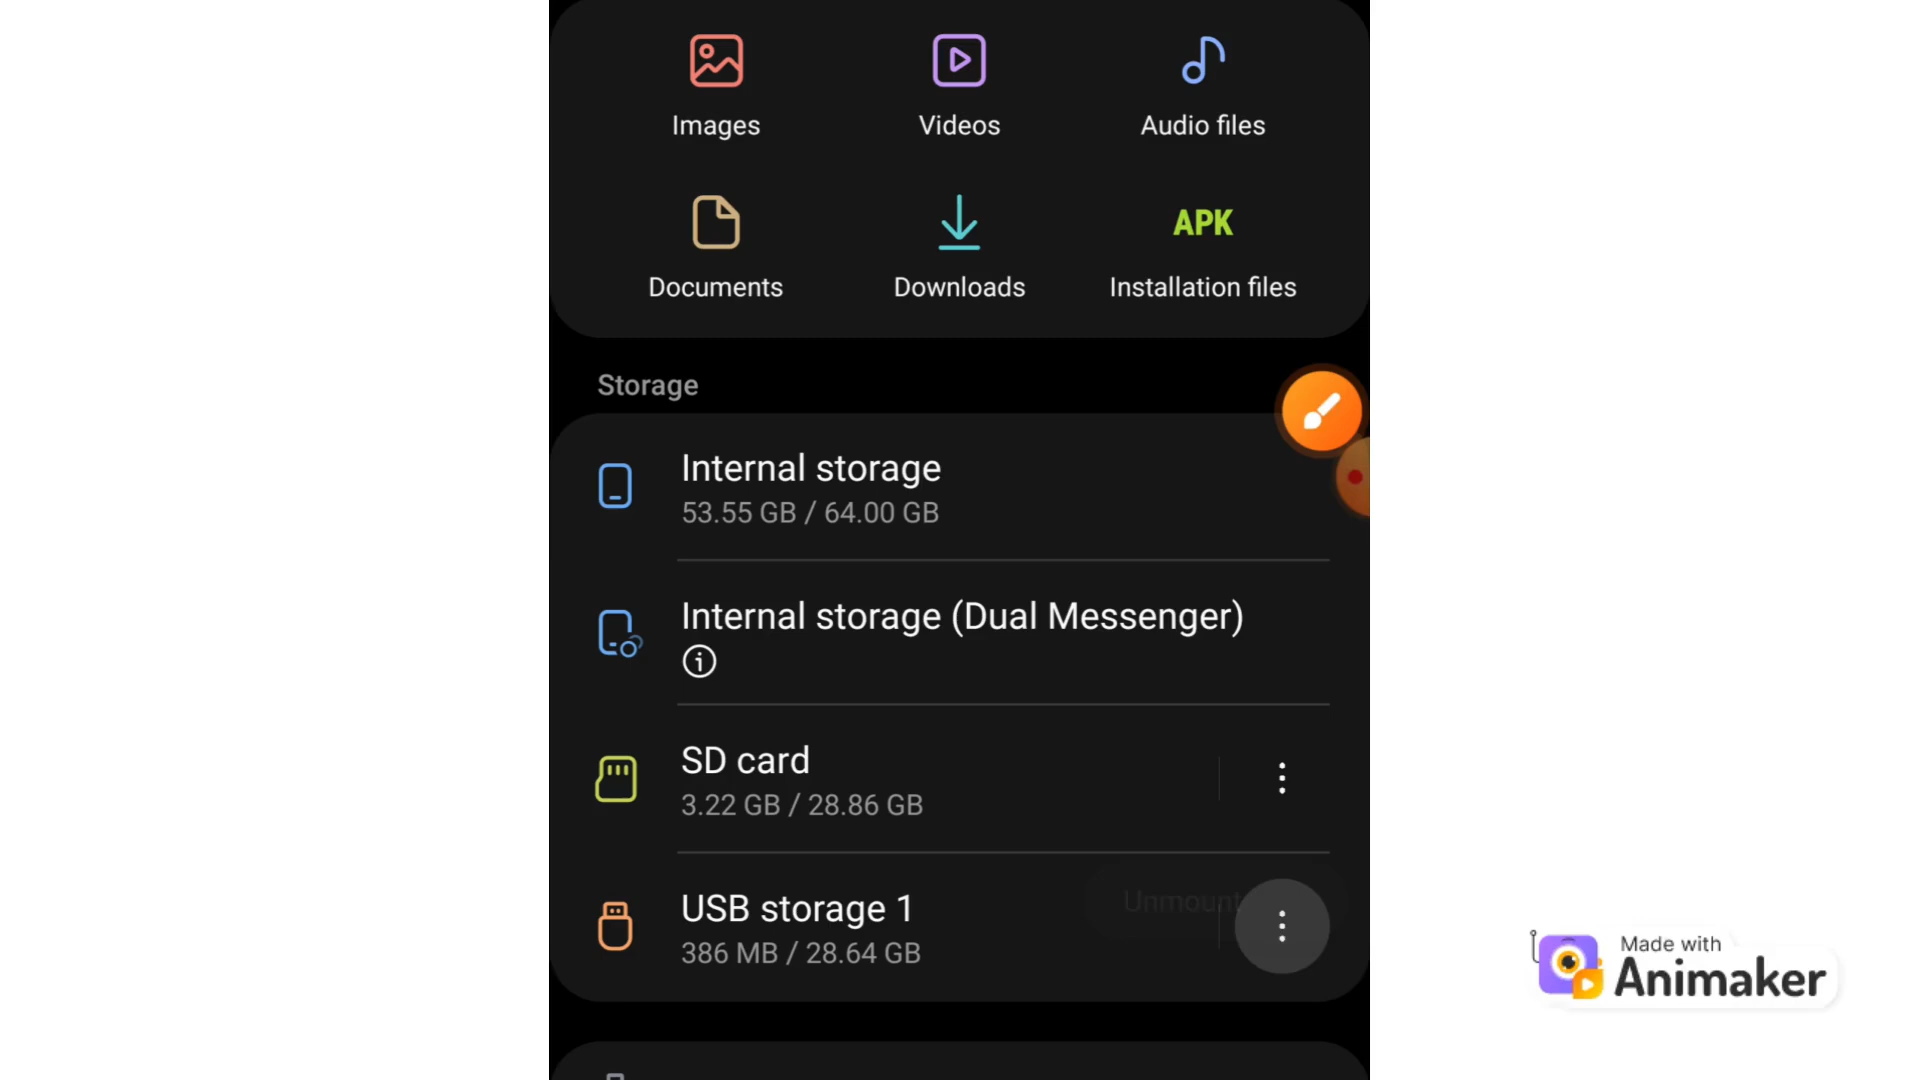 Images Videos Audio files
APK
Documents Downloads Installation files
Storage
Internal storage
53.55 GB / 64.00 GB
Internal storage (Dual Messenger)
SD card
3.22 GB / 28.86 GB
Unmount
USB storage 1
386 MB / 28.64 GB
Made with
Animaker